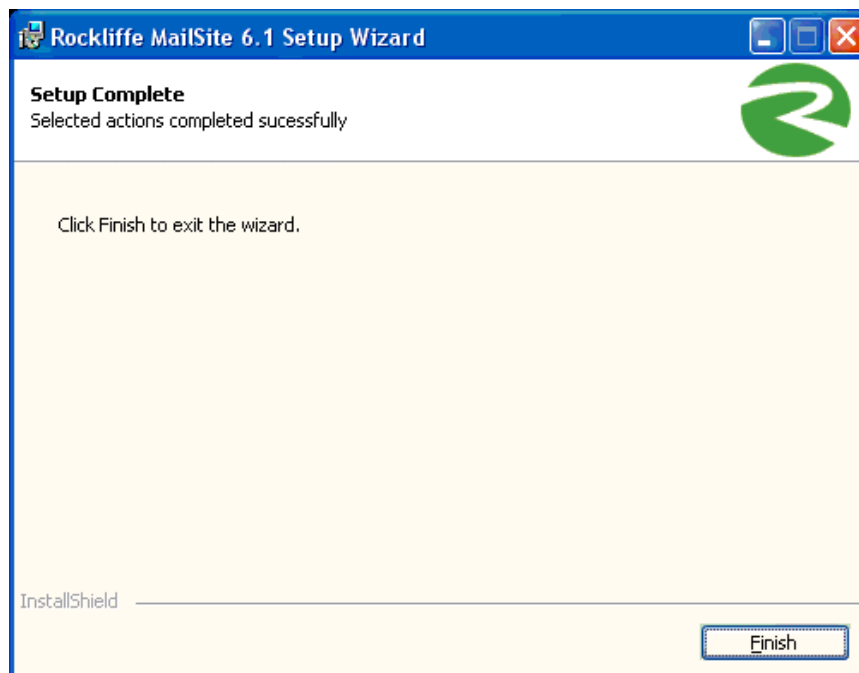 Rockliffe MailSite 6.1 Setup Wizard
Setup Complete
Selected actions completed sucessfully
Click Finish to exit the wizard.
InstallShield
Finish